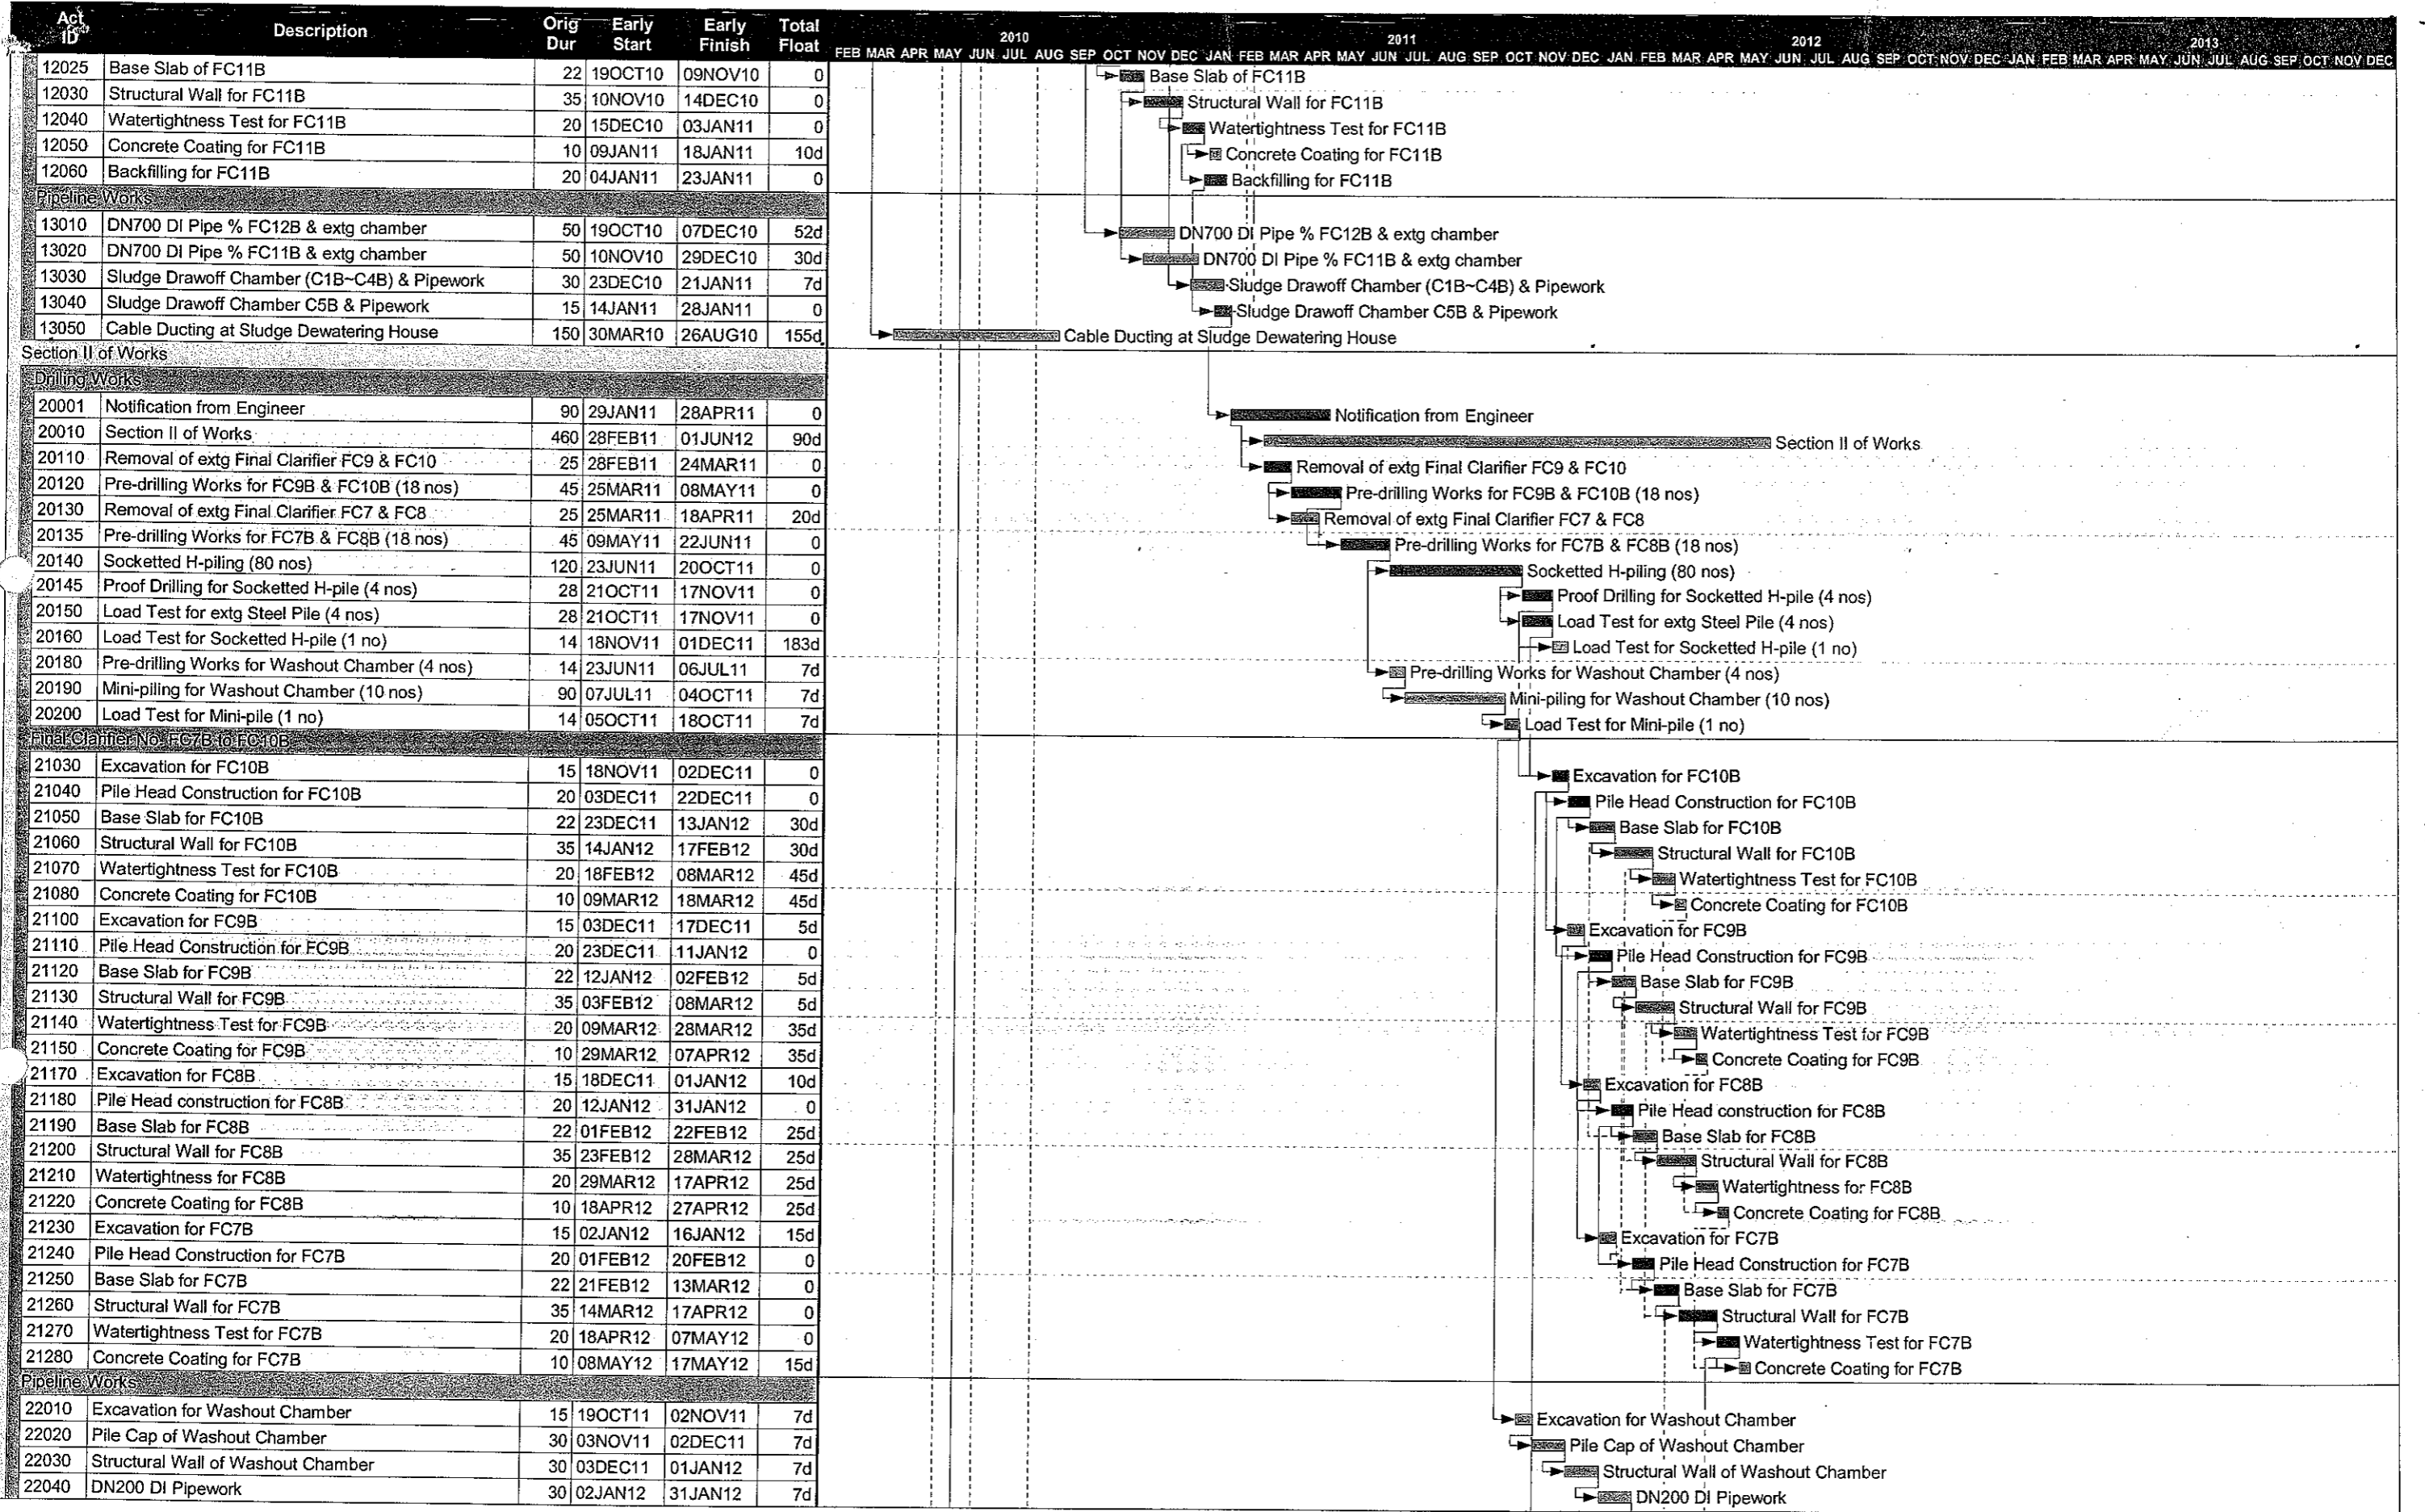 Act ID Description Orig Dur Early Start Early Finish Total Float
2010 2011 2012 2013
FEB MAR APR MAY JUN JUL AUG SEP OCT NOV DEC JAN FEB MAR APR MAY JUN JUL AUG SEP OCT NOV DEC JAN FEB MAR APR MAY JUN JUL AUG SEP OCT NOV DEC JAN FEB MAR APR MAY JUN JUL AUG SEP OCT NOV DEC
12025 Base Slab of FC11B 22 19OCT10 09NOV10 0 Base Slab of FC11B
12030 Structural Wall for FC11B 35 10NOV10 14DEC10 0 Structural Wall for FC11B
12040 Watertightness Test for FC11B 20 15DEC10 03JAN11 0 Watertightness Test for FC11B
12050 Concrete Coating for FC11B 10 09JAN11 18JAN11 10d Concrete Coating for FC11B
12060 Backfilling for FC11B 20 04JAN11 23JAN11 0 Backfilling for FC11B
Pipeline Works
13010 DN700 DI Pipe % FC12B & extg chamber 50 19OCT10 07DEC10 52d DN700 DI Pipe % FC12B & extg chamber
13020 DN700 DI Pipe % FC11B & extg chamber 50 10NOV10 29DEC10 30d DN700 DI Pipe % FC11B & extg chamber
13030 Sludge Drawoff Chamber (C1B~C4B) & Pipework 30 23DEC10 21JAN11 7d Sludge Drawoff Chamber (C1B~C4B) & Pipework
13040 Sludge Drawoff Chamber C5B & Pipework 15 14JAN11 28JAN11 0 Sludge Drawoff Chamber C5B & Pipework
13050 Cable Ducting at Sludge Dewatering House 150 30MAR10 26AUG10 155d Cable Ducting at Sludge Dewatering House
Section II of Works
Drilling Works
20001 Notification from Engineer 90 29JAN11 28APR11 0 Notification from Engineer
20010 Section II of Works 460 28FEB11 01JUN12 90d Section II of Works
20110 Removal of extg Final Clarifier FC9 & FC10 25 28FEB11 24MAR11 0 Removal of extg Final Clarifier FC9 & FC10
20120 Pre-drilling Works for FC9B & FC10B (18 nos) 45 25MAR11 08MAY11 0 Pre-drilling Works for FC9B & FC10B (18 nos)
20130 Removal of extg Final Clarifier FC7 & FC8 25 25MAR11 18APR11 20d Removal of extg Final Clarifier FC7 & FC8
20135 Pre-drilling Works for FC7B & FC8B (18 nos) 45 09MAY11 22JUN11 0 Pre-drilling Works for FC7B & FC8B (18 nos)
20140 Socketted H-piling (80 nos) 120 23JUN11 20OCT11 0 Socketted H-piling (80 nos)
20145 Proof Drilling for Socketted H-pile (4 nos) 28 21OCT11 17NOV11 0 Proof Drilling for Socketted H-pile (4 nos)
20150 Load Test for extg Steel Pile (4 nos) 28 21OCT11 17NOV11 0 Load Test for extg Steel Pile (4 nos)
20160 Load Test for Socketted H-pile (1 no) 14 18NOV11 01DEC11 183d Load Test for Socketted H-pile (1 no)
20180 Pre-drilling Works for Washout Chamber (4 nos) 14 23JUN11 06JUL11 7d Pre-drilling Works for Washout Chamber (4 nos)
20190 Mini-piling for Washout Chamber (10 nos) 90 07JUL11 04OCT11 7d Mini-piling for Washout Chamber (10 nos)
20200 Load Test for Mini-pile (1 no) 14 05OCT11 18OCT11 7d Load Test for Mini-pile (1 no)
Final Clarifier No. FC7B to FC10B
21030 Excavation for FC10B 15 18NOV11 02DEC11 0 Excavation for FC10B
21040 Pile Head Construction for FC10B 20 03DEC11 22DEC11 0 Pile Head Construction for FC10B
21050 Base Slab for FC10B 22 23DEC11 13JAN12 30d Base Slab for FC10B
21060 Structural Wall for FC10B 35 14JAN12 17FEB12 30d Structural Wall for FC10B
21070 Watertightness Test for FC10B 20 18FEB12 08MAR12 45d Watertightness Test for FC10B
21080 Concrete Coating for FC10B 10 09MAR12 18MAR12 45d Concrete Coating for FC10B
21100 Excavation for FC9B 15 03DEC11 17DEC11 5d Excavation for FC9B
21110 Pile Head Construction for FC9B 20 23DEC11 11JAN12 0 Pile Head Construction for FC9B
21120 Base Slab for FC9B 22 12JAN12 02FEB12 5d Base Slab for FC9B
21130 Structural Wall for FC9B 35 03FEB12 08MAR12 5d Structural Wall for FC9B
21140 Watertightness Test for FC9B 20 09MAR12 28MAR12 35d Watertightness Test for FC9B
21150 Concrete Coating for FC9B 10 29MAR12 07APR12 35d Concrete Coating for FC9B
21170 Excavation for FC8B 15 18DEC11 01JAN12 10d Excavation for FC8B
21180 Pile Head construction for FC8B 20 12JAN12 31JAN12 0 Pile Head construction for FC8B
21190 Base Slab for FC8B 22 01FEB12 22FEB12 25d Base Slab for FC8B
21200 Structural Wall for FC8B 35 23FEB12 28MAR12 25d Structural Wall for FC8B
21210 Watertightness for FC8B 20 29MAR12 17APR12 25d Watertightness for FC8B
21220 Concrete Coating for FC8B 10 18APR12 27APR12 25d Concrete Coating for FC8B
21230 Excavation for FC7B 15 02JAN12 16JAN12 15d Excavation for FC7B
21240 Pile Head Construction for FC7B 20 01FEB12 20FEB12 0 Pile Head Construction for FC7B
21250 Base Slab for FC7B 22 21FEB12 13MAR12 0 Base Slab for FC7B
21260 Structural Wall for FC7B 35 14MAR12 17APR12 0 Structural Wall for FC7B
21270 Watertightness Test for FC7B 20 18APR12 07MAY12 0 Watertightness Test for FC7B
21280 Concrete Coating for FC7B 10 08MAY12 17MAY12 15d Concrete Coating for FC7B
Pipeline Works
22010 Excavation for Washout Chamber 15 19OCT11 02NOV11 7d Excavation for Washout Chamber
22020 Pile Cap of Washout Chamber 30 03NOV11 02DEC11 7d Pile Cap of Washout Chamber
22030 Structural Wall of Washout Chamber 30 03DEC11 01JAN12 7d Structural Wall of Washout Chamber
22040 DN200 DI Pipework 30 02JAN12 31JAN12 7d DN200 DI Pipework